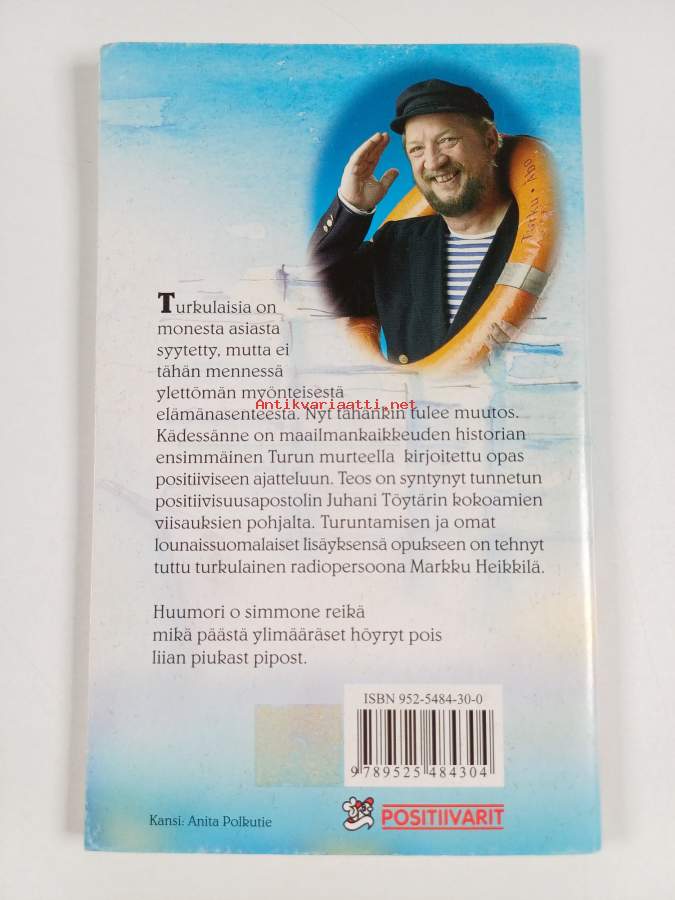 Turku • Åbo
Turkulaisia on
monesta asiasta
syytetty, mutta ei
tähän mennessä
ylettömän myönteisestä
Antikvariaatti.net
elämänasenteesta. Nyt tähänkin tulee muutos.
Kädessänne on maailmankaikkeuden historian
ensimmäinen Turun murteella kirjoitettu opas
positiiviseen ajatteluun. Teos on syntynyt tunnetun
positiivisuusapostolin Juhani Töytärin kokoamien
viisauksien pohjalta. Turuntamisen ja omat
lounaissuomalaiset lisäyksensä opukseen on tehnyt
tuttu turkulainen radiopersoona Markku Heikkilä.
Huumori o simmone reikä
mikä päästä ylimääräset höyryt pois
liian piukast pipost.
ISBN 952-5484-30-0
9 789525 484304
Kansi: Anita Polkutie
POSITIIVARIT